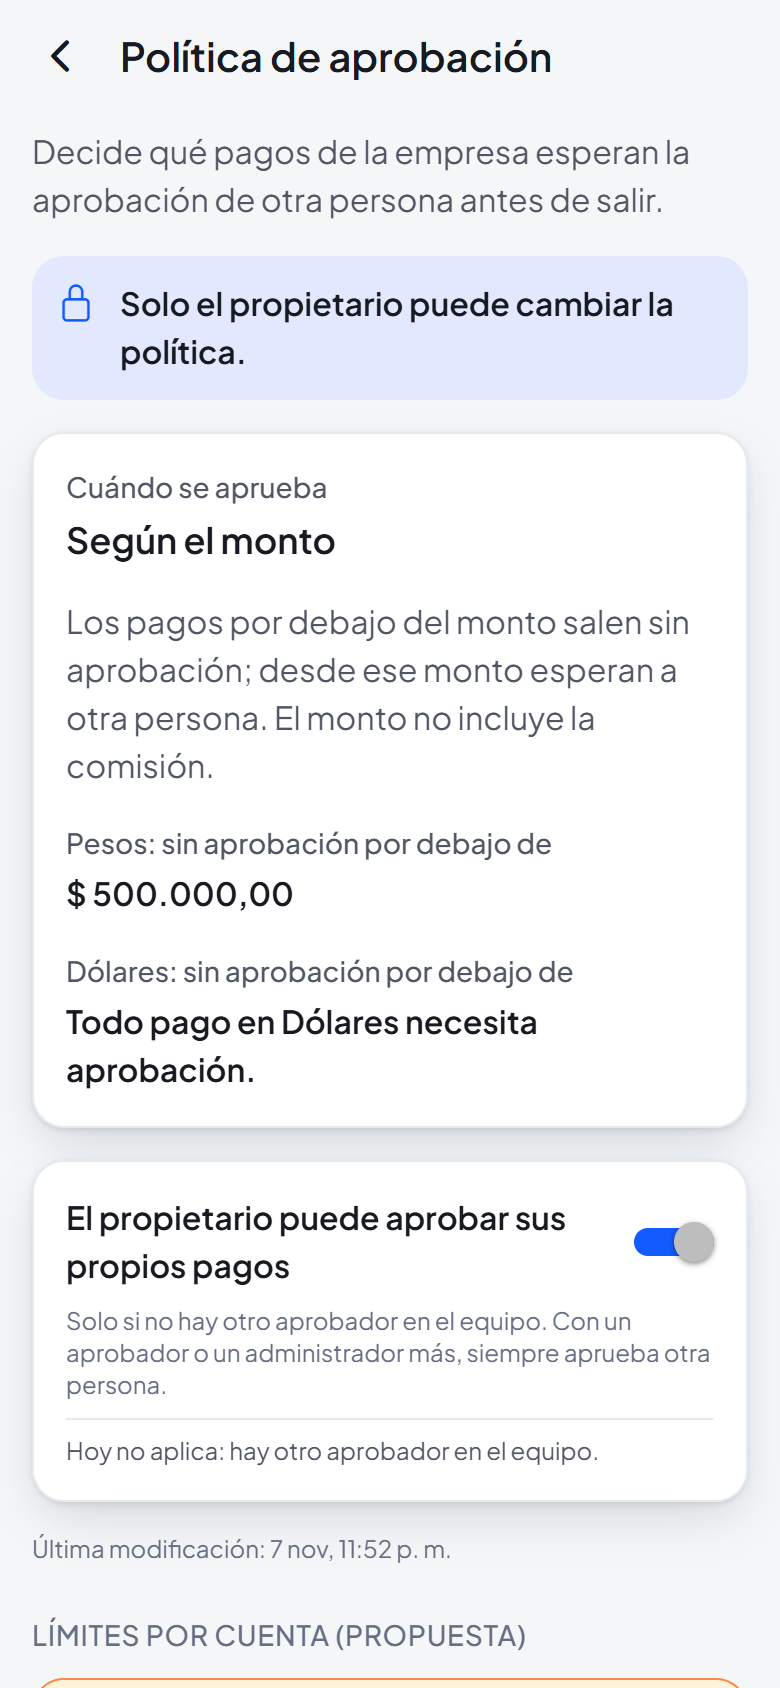 Política de aprobación
Decide qué pagos de la empresa esperan la
aprobación de otra persona antes de salir.
Solo el propietario puede cambiar la
política.
Cuándo se aprueba
Según el monto
Los pagos por debajo del monto salen sin
aprobación; desde ese monto esperan a
otra persona. El monto no incluye la
comisión.
Pesos: sin aprobación por debajo de
$ 500.000,00
Dólares: sin aprobación por debajo de
Todo pago en Dólares necesita
aprobación.
El propietario puede aprobar sus
propios pagos
Solo si no hay otro aprobador en el equipo. Con un
aprobador o un administrador más, siempre aprueba otra
persona.
Hoy no aplica: hay otro aprobador en el equipo.
Última modificación: 7 nov, 11:52 p. m.
LÍMITES POR CUENTA (PROPUESTA)